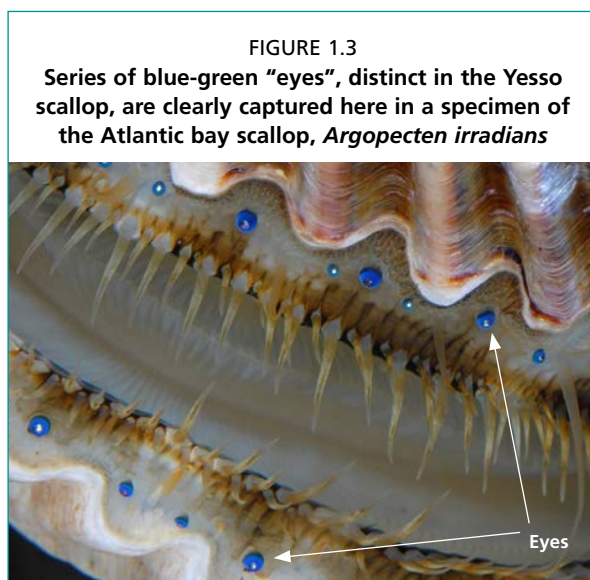 FIGURE 1.3
Series of blue-green “eyes”, distinct in the Yesso
scallop, are clearly captured here in a specimen of
the Atlantic bay scallop, Argopecten irradians
Eyes